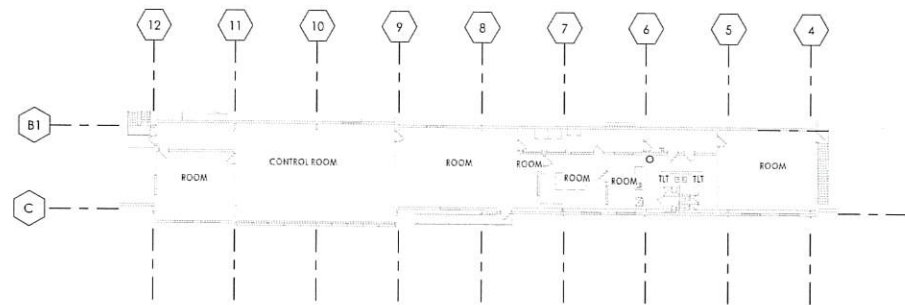 12 11 10 9 8 7 6 5 4
B1
CONTROL ROOM ROOM ROOM ROOM
ROOM ROOM ROOM TLT TLT
C